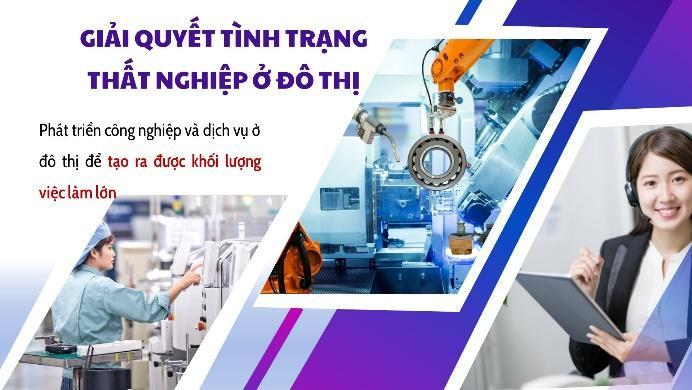 GIẢI QUYẾT TÌNH TRẠNG
THẤT NGHIỆP Ở ĐÔ THỊ
Phát triển công nghiệp và dịch vụ ở
đô thị để tạo ra được khối lượng
việc làm lớn